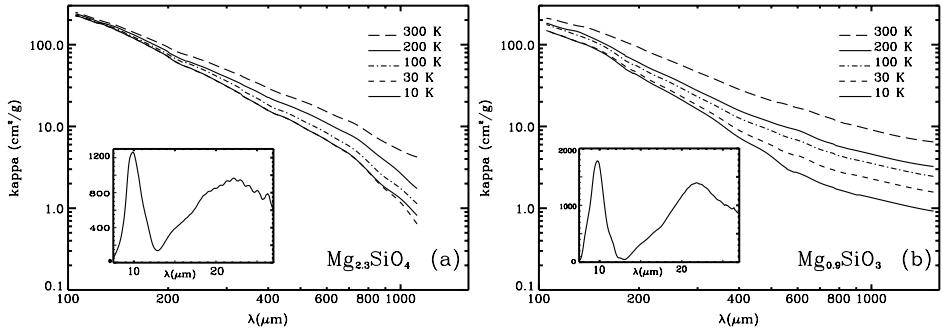 100.0
10.0
1.0
0.1
kappa (cm²/g)
300 K
200 K
100 K
30 K
10 K
1200
800
400
0
10
20
λ(μm)
Mg2.3SiO4 (a)
100
200
400
600
800
1000
λ(μm)
100.0
10.0
1.0
0.1
kappa (cm²/g)
300 K
200 K
100 K
30 K
10 K
2000
1000
0
10
20
λ(μm)
Mg0.9SiO3 (b)
100
200
400
600
800
1000
λ(μm)